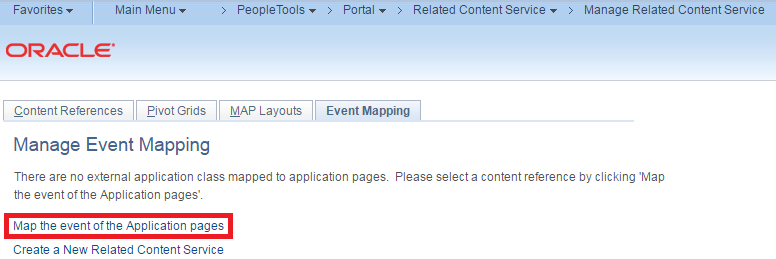 Favorites Main Menu > PeopleTools > Portal > Related Content Service > Manage Related Content Service
ORACLE
Content References Pivot Grids MAP Layouts Event Mapping
Manage Event Mapping
There are no external application class mapped to application pages. Please select a content reference by clicking 'Map
the event of the Application pages'.
Map the event of the Application pages
Create a New Related Content Service